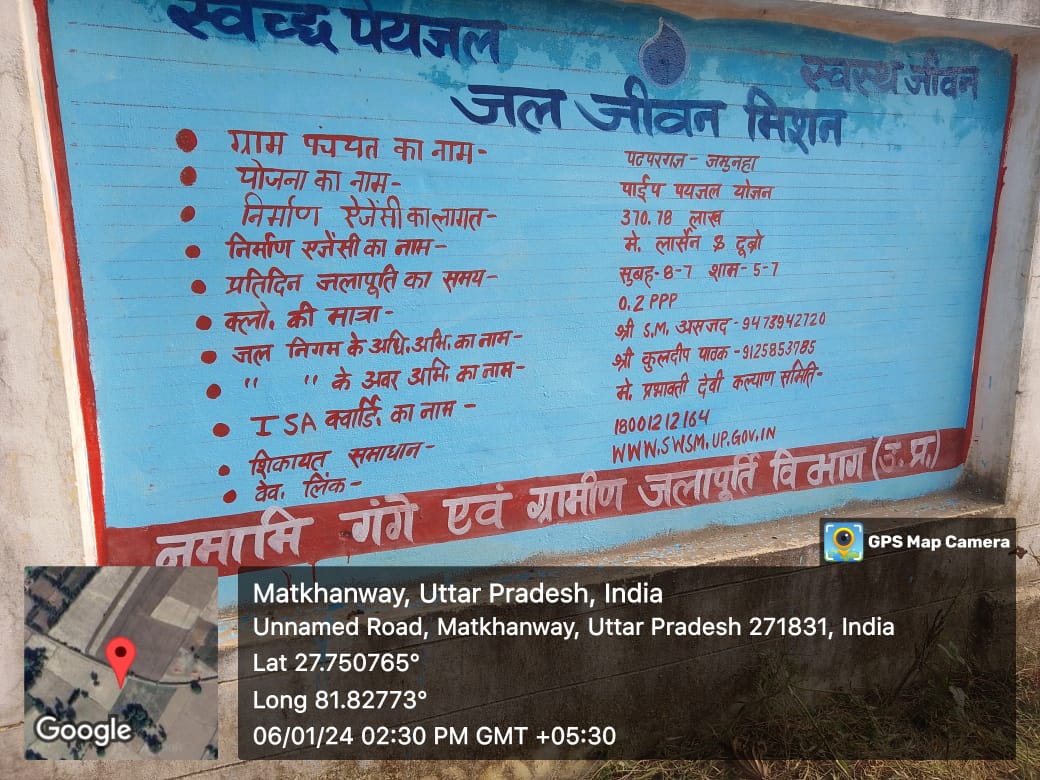 स्वच्छ पेयजल
स्वस्थ जीवन
जल जीवन मिशन
ग्राम पंचयत का नाम- पटपरगंज - जमुनहा
योजना का नाम- पाईप पयजल योजन
निर्माण ऐजेंसी का लागत- 370.78 लाख
निर्माण एजेंसी का नाम- मे. लार्सन & टूब्रो
प्रतिदिन जलापूर्ति का समय- सुबह-8-7 शाम-5-7
क्लो. की मात्रा- 0.2 PPP
जल निगम के अधि.अभि. का नाम- श्री S.M. असजद-9473942720
" " के अवर अभि. का नाम- श्री कुलदीप पाठक-9125853785
ISA क्वार्डि. का नाम- मे. प्रभावती देवी कल्याण समिति-
शिकायत समाधान- 18001212164
वेव. लिंक- WWW.SWSM.UP.GOV.IN
नमामि गंगे एवं ग्रामीण जलापूर्ति विभाग (उ.प्र.)
GPS Map Camera
Matkhanway, Uttar Pradesh, India
Unnamed Road, Matkhanway, Uttar Pradesh 271831, India
Lat 27.750765°
Long 81.82773°
06/01/24 02:30 PM GMT +05:30
Google